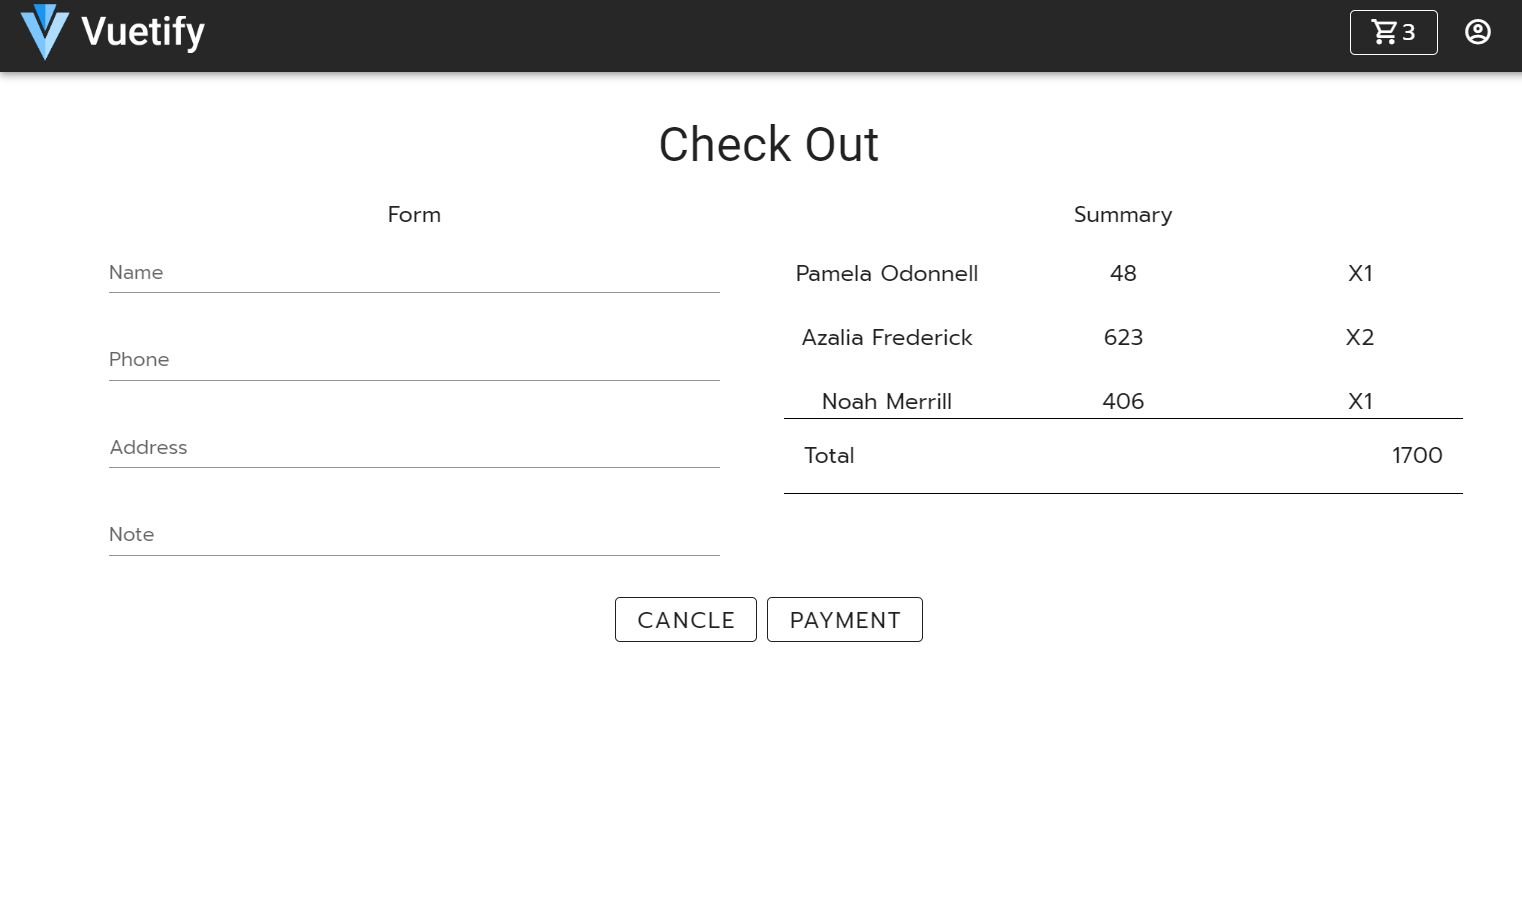 Vuetify
3
Check Out
Form
Name
Phone
Address
Note
Summary
Pamela Odonnell 48 X1
Azalia Frederick 623 X2
Noah Merrill 406 X1
Total 1700
CANCLE PAYMENT